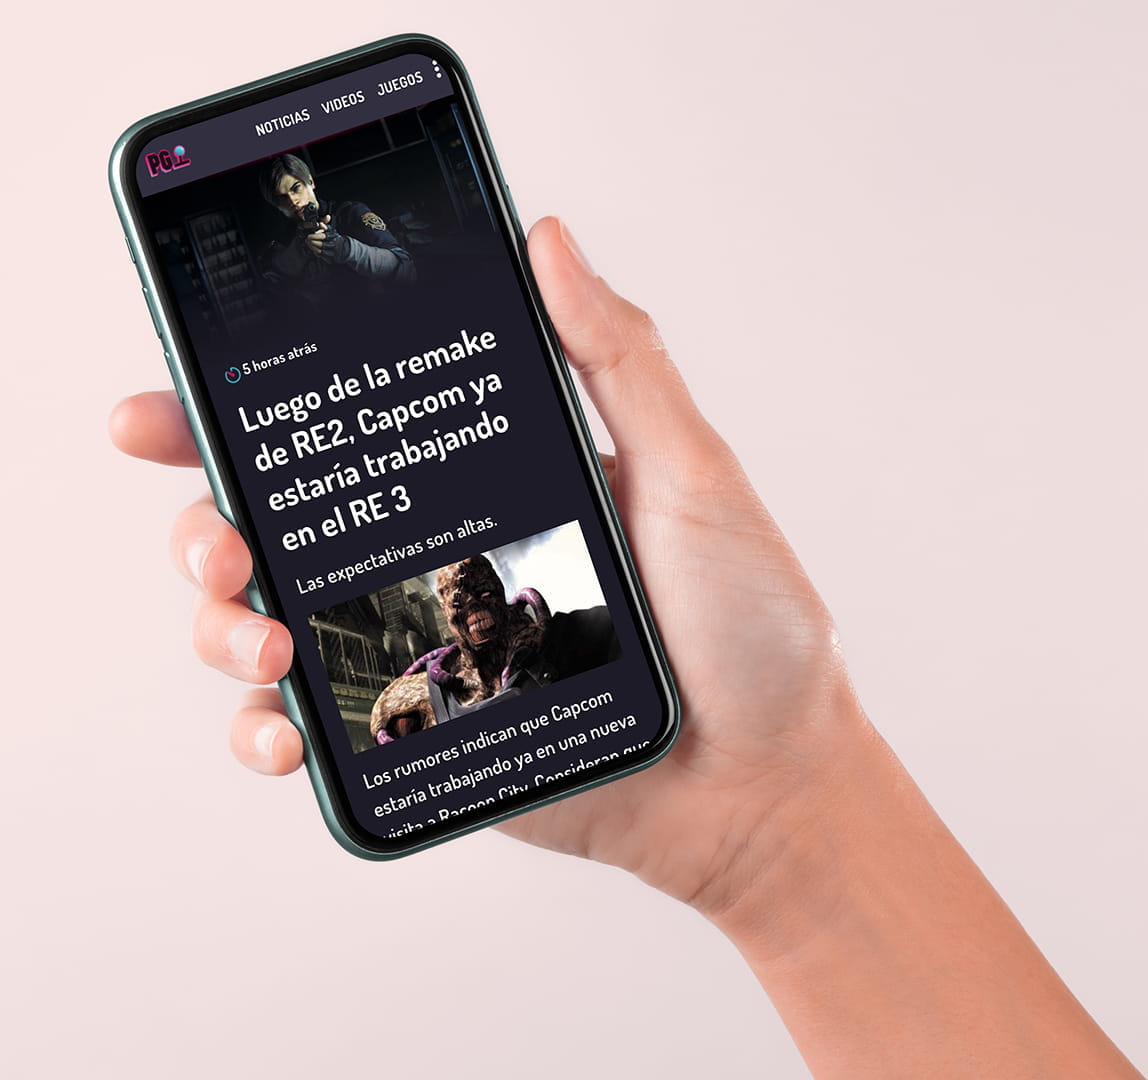 PG
NOTICIAS VIDEOS JUEGOS
5 horas atrás
Luego de la remake
de RE2, Capcom ya
estaría trabajando
en el RE 3
Las expectativas son altas.
Los rumores indican que Capcom
estaría trabajando ya en una nueva
visita a Racoon City. Consideran que